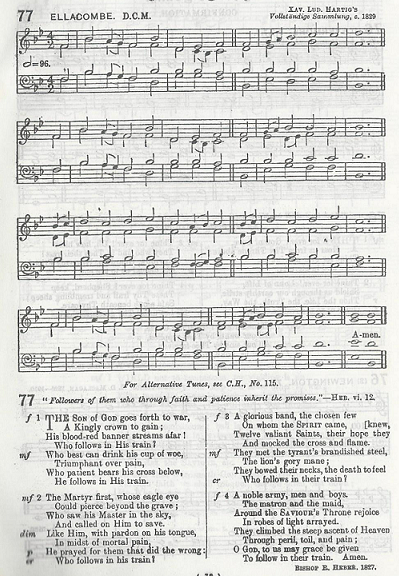 77 ELLACOMBE. D.C.M.
XAV. LUD. HARTIG'S
Vollständige Sammlung, c. 1829
=96.
A-men.
For Alternative Tunes, see C.H., No. 115.
77 "Followers of them who through faith and patience inherit the promises."—HEB. vi. 12.
f 1 THE SON OF GOD goes forth to war,
A Kingly crown to gain;
His blood-red banner streams afar!
Who follows in His train?
mf Who best can drink his cup of woe,
Triumphant over pain,
Who patient bears his cross below,
He follows in His train.
mf 2 The Martyr first, whose eagle eye
Could pierce beyond the grave;
Who saw his Master in the sky,
And called on Him to save.
dim Like Him, with pardon on his tongue,
In midst of mortal pain,
p He prayed for them that did the wrong:
cr Who follows in his train?
f 3 A glorious band, the chosen few
On whom the SPIRIT came, [knew,
Twelve valiant Saints, their hope they
And mocked the cross and flame.
mf They met the tyrant's brandished steel,
The lion's gory mane;
They bowed their necks, the death to feel
cr Who follows in their train?
f 4 A noble army, men and boys,
The matron and the maid,
Around the SAVIOUR'S Throne rejoice
In robes of light arrayed.
They climbed the steep ascent of Heaven
Through peril, toil, and pain;
p O GOD, to us may grace be given
To follow in their train. Amen.
BISHOP R. HEBER. 1827.